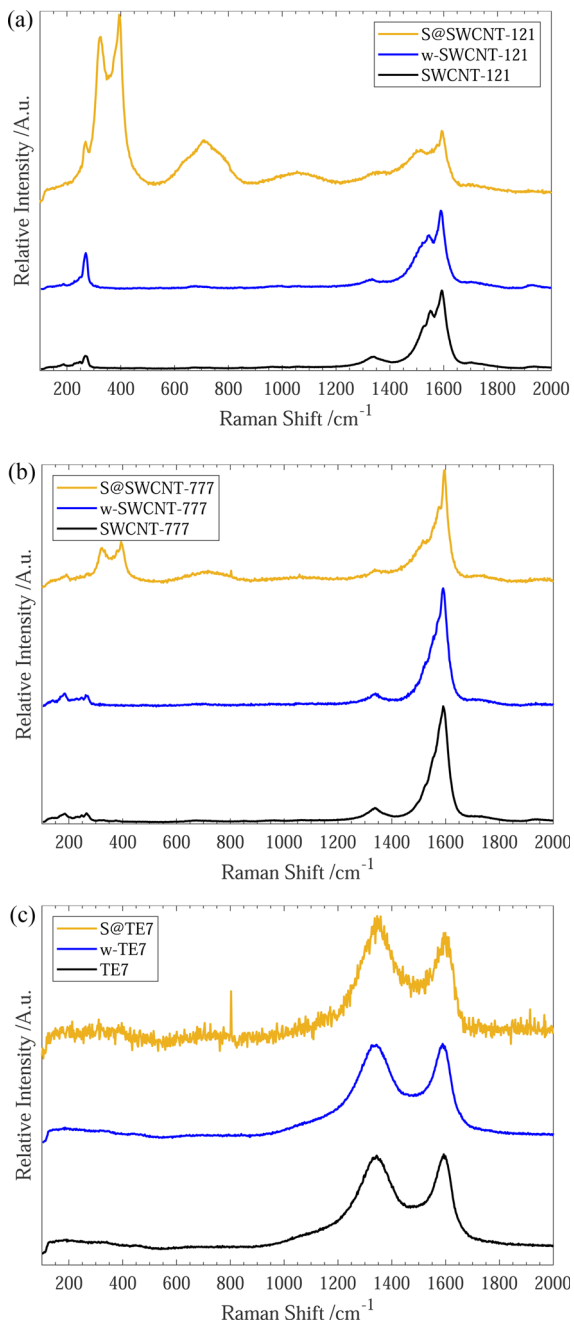 (a)
S@SWCNT-121
w-SWCNT-121
SWCNT-121
Relative Intensity /A.u.
200 400 600 800 1000 1200 1400 1600 1800 2000
Raman Shift /cm⁻¹
(b)
S@SWCNT-777
w-SWCNT-777
SWCNT-777
Relative Intensity /A.u.
200 400 600 800 1000 1200 1400 1600 1800 2000
Raman Shift /cm⁻¹
(c)
S@TE7
w-TE7
TE7
Relative Intensity /A.u.
200 400 600 800 1000 1200 1400 1600 1800 2000
Raman Shift /cm⁻¹